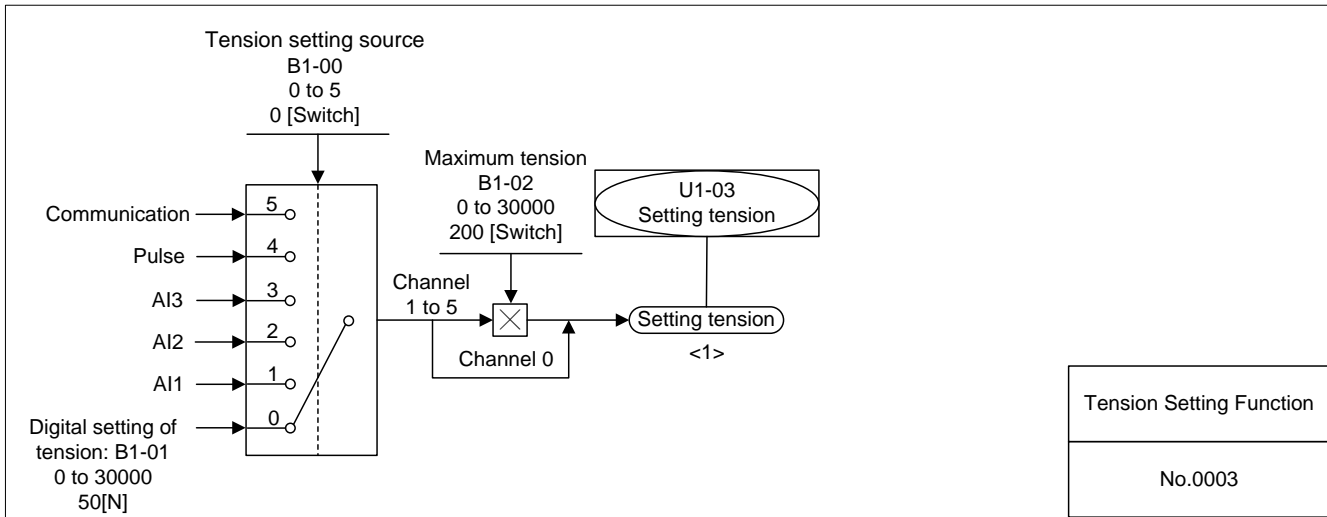 Tension setting source
B1-00
0 to 5
0 [Switch]
Maximum tension
B1-02
0 to 30000
200 [Switch]
U1-03
Setting tension
Communication
5
Pulse
4
AI3
3
AI2
2
AI1
1
Digital setting of
tension: B1-01
0 to 30000
50[N]
0
Channel
1 to 5
Channel 0
Setting tension
<1>
Tension Setting Function
No.0003